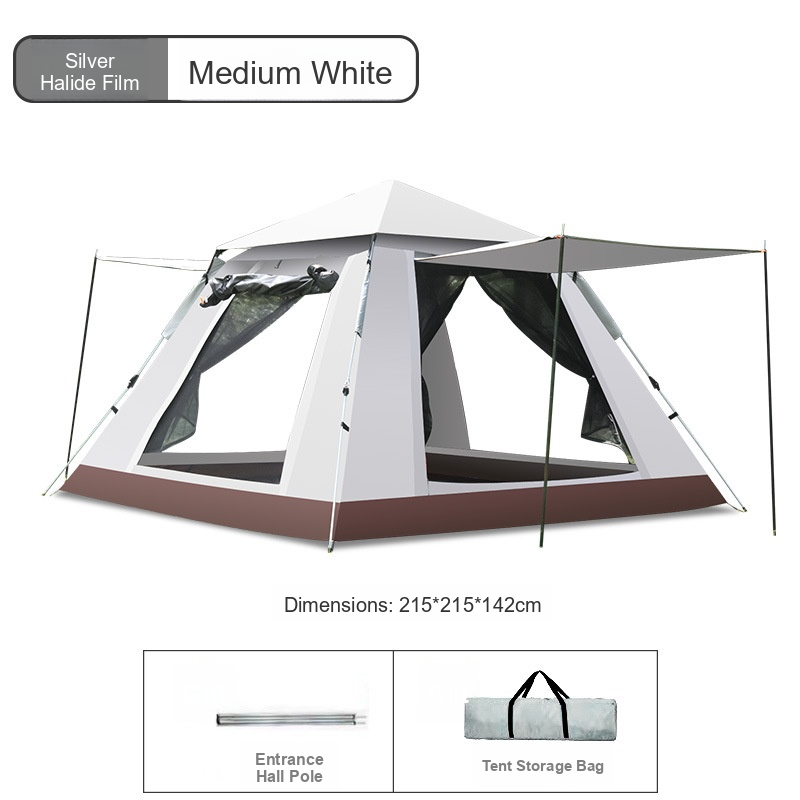 Silver
Halide Film
Medium White
Dimensions: 215*215*142cm
Entrance
Hall Pole
Tent Storage Bag